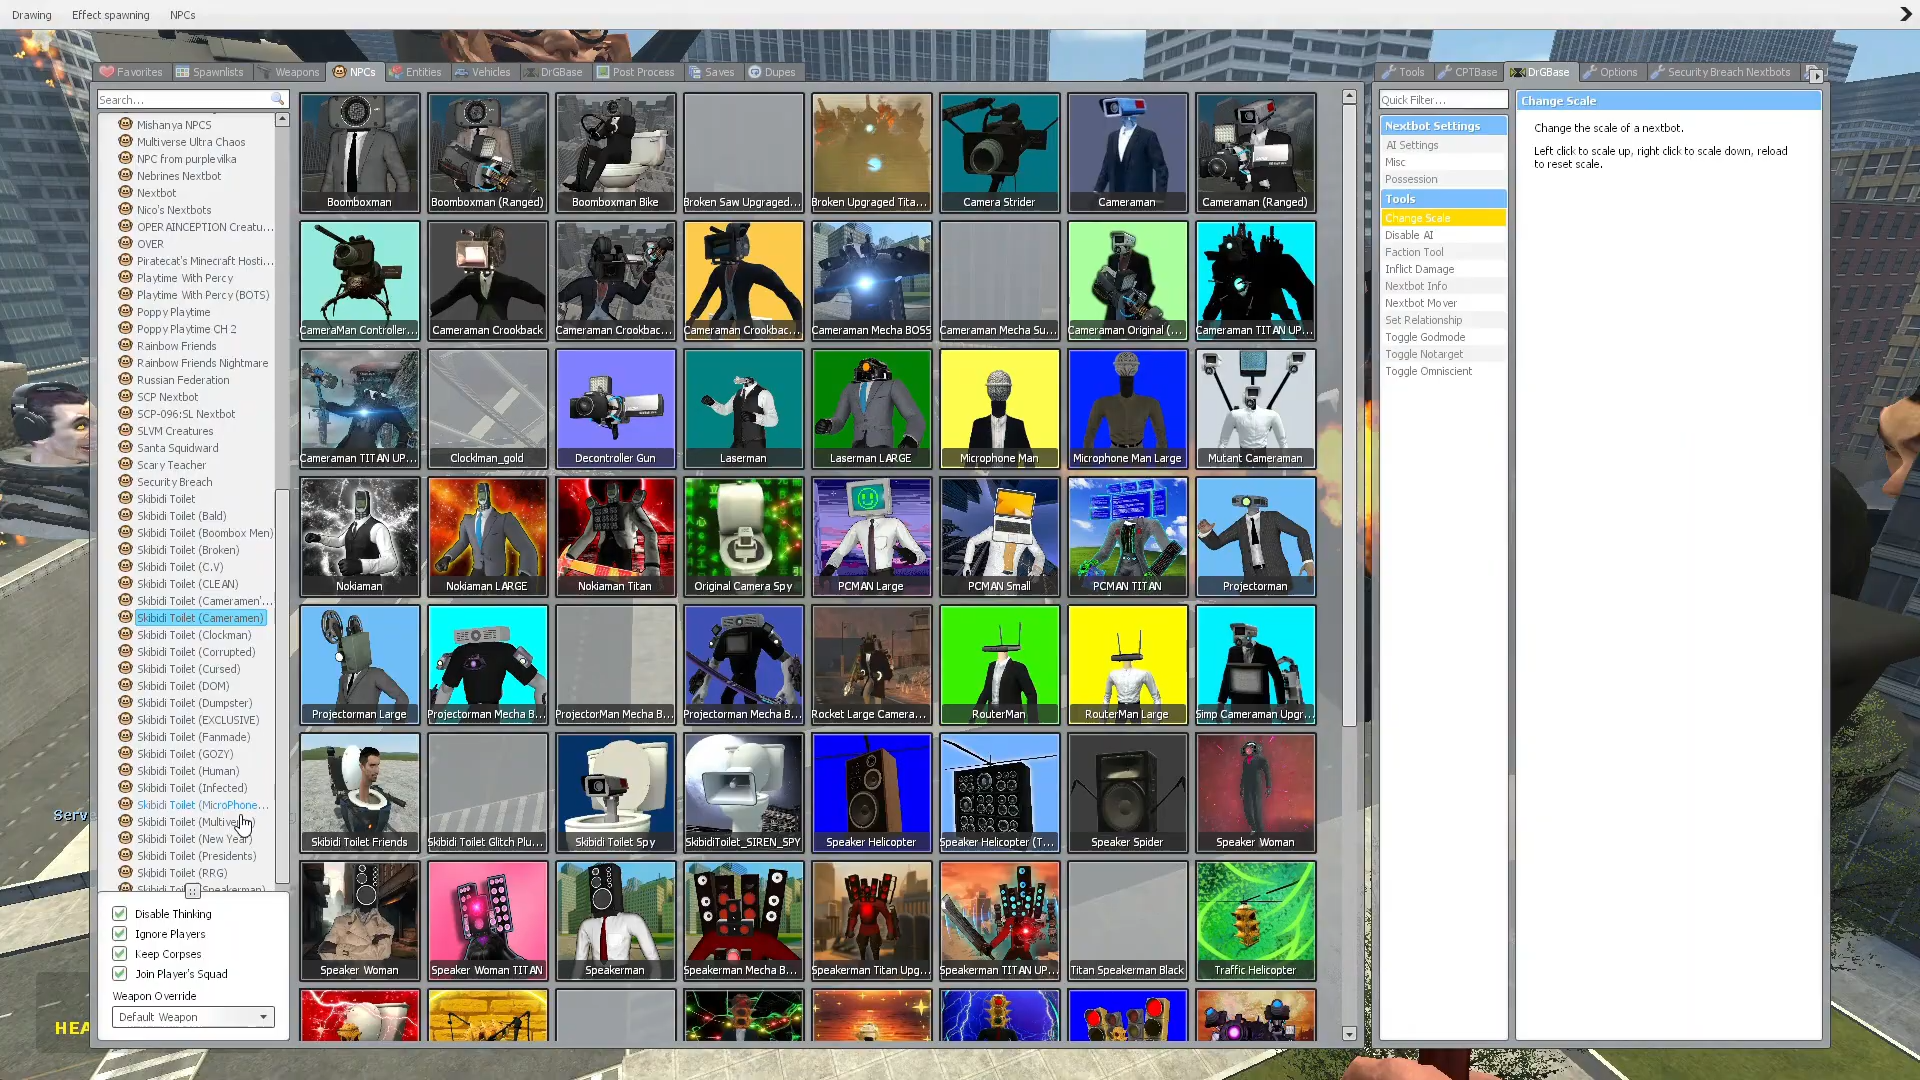 Drawing Effect spawning NPCs
Favorites Spawnlists Weapons NPCs Entities Vehicles DrGBase Post Process Saves Dupes
Tools CPTBase DrGBase Options Security Breach Nextbots
Search...
Mishanya NPCS
Multiverse Ultra Chaos
NPC from purplevilka
Nebrines Nextbot
Nextbot
Nico's Nextbots
OPERAINCEPTION Creatu...
OVER
Piratecat's Minecraft Hosti...
Playtime With Percy
Playtime With Percy (BOTS)
Poppy Playtime
Poppy Playtime CH 2
Rainbow Friends
Rainbow Friends Nightmare
Russian Federation
SCP Nextbot
SCP-096:SL Nextbot
SLVM Creatures
Santa Squidward
Scary Teacher
Security Breach
Skibidi Toilet
Skibidi Toilet (Bald)
Skibidi Toilet (Boombox Men)
Skibidi Toilet (Broken)
Skibidi Toilet (C.V)
Skibidi Toilet (CLEAN)
Skibidi Toilet (Cameramen'...
Skibidi Toilet (Cameramen)
Skibidi Toilet (Clockman)
Skibidi Toilet (Corrupted)
Skibidi Toilet (Cursed)
Skibidi Toilet (DOM)
Skibidi Toilet (Dumpster)
Skibidi Toilet (EXCLUSIVE)
Skibidi Toilet (Fanmade)
Skibidi Toilet (GOZY)
Skibidi Toilet (Human)
Skibidi Toilet (Infected)
Skibidi Toilet (MicroPhone...
Skibidi Toilet
Skibidi Toilet (New Year)
Skibidi Toilet (Presidents)
Skibidi Toilet (RRG)
Disable Thinking
Ignore Players
Keep Corpses
Join Player's Squad
Weapon Override
Default Weapon
Boomboxman Boomboxman (Ranged) Boomboxman Bike Broken Saw Upgraded... Broken Upgraded Tita... Camera Strider Cameraman Cameraman (Ranged)
CameraMan Controller... Cameraman Crookback Cameraman Crookbac... Cameraman Crookbac... Cameraman Mecha BOSS Cameraman Mecha Su... Cameraman Original (... Cameraman TITAN UP...
Cameraman TITAN UP... Clocklman_gold Decontroller Gun Laserman Laserman LARGE Microphone Man Microphone Man Large Mutant Cameraman
Nokiaman Nokiaman LARGE Nokiaman Titan Original Camera Spy PCMAN Large PCMAN Small PCMAN TITAN Projectorman
Projectorman Large Projectorman Mecha B... ProjectorMan Mecha B... Projectorman Mecha B... Rocket Large Camera... RouterMan RouterMan Large Simp Cameraman Upgr...
Skibidi Toilet Friends Skibidi Toilet Glitch Plu... Skibidi Toilet Spy SkibidiToilet_SIREN_SPY Speaker Helicopter Speaker Helicopter (T... Speaker Spider Speaker Woman
Speaker Woman Speaker Woman TITAN Speakerman Speakerman Mecha B... Speakerman Titan Upg... Speakerman TITAN UP... Titan Speakerman Black Traffic Helicopter
Quick Filter...
Nextbot Settings
AI Settings
Misc
Possession
Tools
Change Scale
Disable AI
Faction Tool
Inflict Damage
Nextbot Info
Nextbot Mover
Set Relationship
Toggle Godmode
Toggle Notarget
Toggle Omniscient
Change Scale
Change the scale of a nextbot.
Left click to scale up, right click to scale down, reload
to reset scale.
Serv
HEA